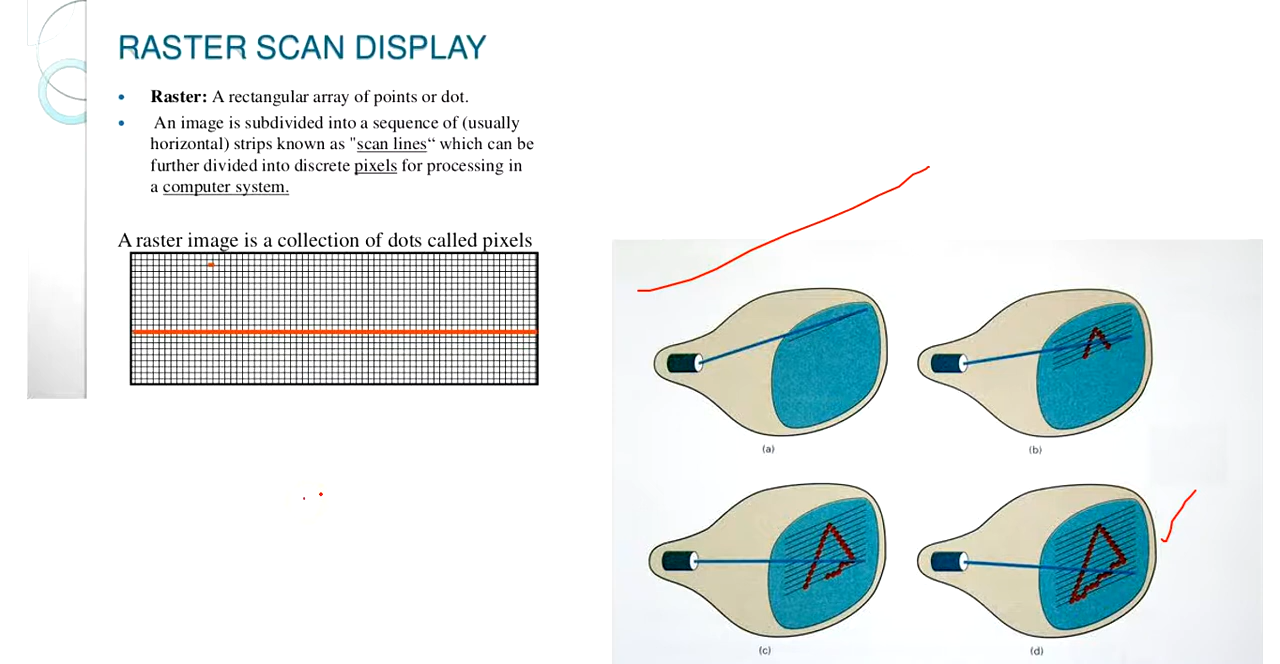 RASTER SCAN DISPLAY
• Raster: A rectangular array of points or dot.
• An image is subdivided into a sequence of (usually
horizontal) strips known as "scan lines“ which can be
further divided into discrete pixels for processing in
a computer system.
A raster image is a collection of dots called pixels
(a)
(b)
(c)
(d)